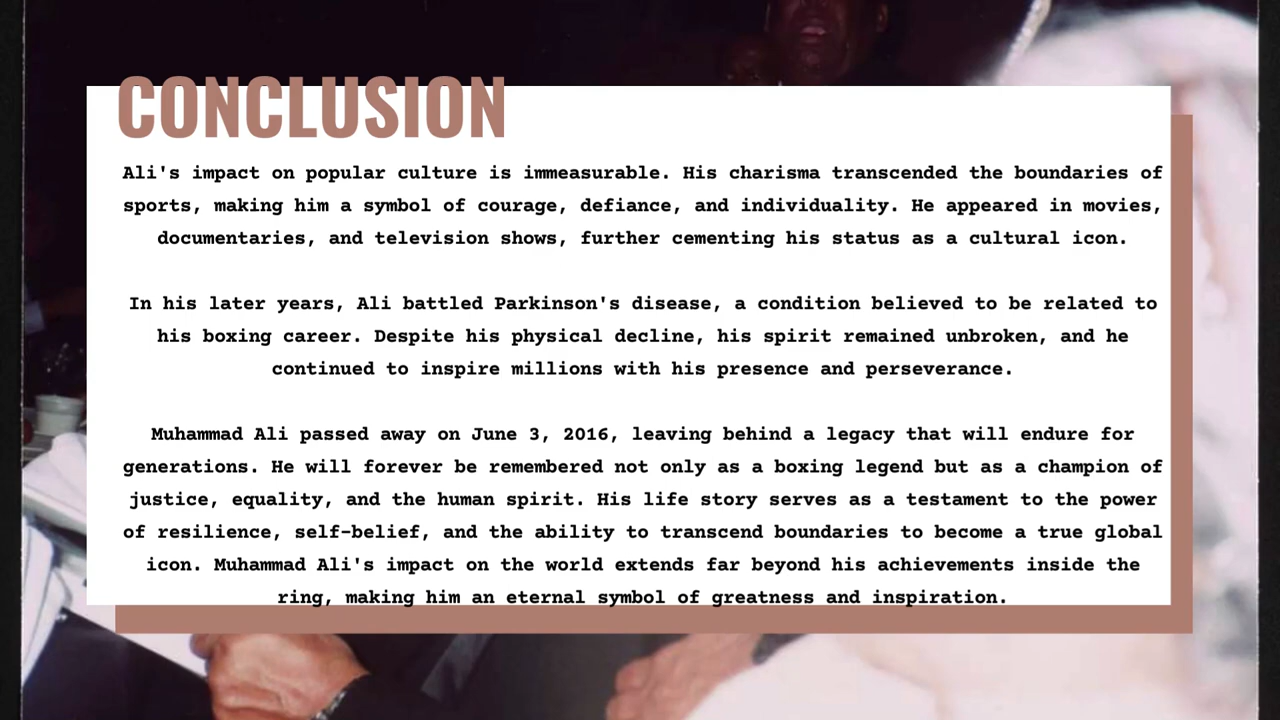 CONCLUSION
Ali's impact on popular culture is immeasurable. His charisma transcended the boundaries of
sports, making him a symbol of courage, defiance, and individuality. He appeared in movies,
documentaries, and television shows, further cementing his status as a cultural icon.
In his later years, Ali battled Parkinson's disease, a condition believed to be related to
his boxing career. Despite his physical decline, his spirit remained unbroken, and he
continued to inspire millions with his presence and perseverance.
Muhammad Ali passed away on June 3, 2016, leaving behind a legacy that will endure for
generations. He will forever be remembered not only as a boxing legend but as a champion of
justice, equality, and the human spirit. His life story serves as a testament to the power
of resilience, self-belief, and the ability to transcend boundaries to become a true global
icon. Muhammad Ali's impact on the world extends far beyond his achievements inside the
ring, making him an eternal symbol of greatness and inspiration.